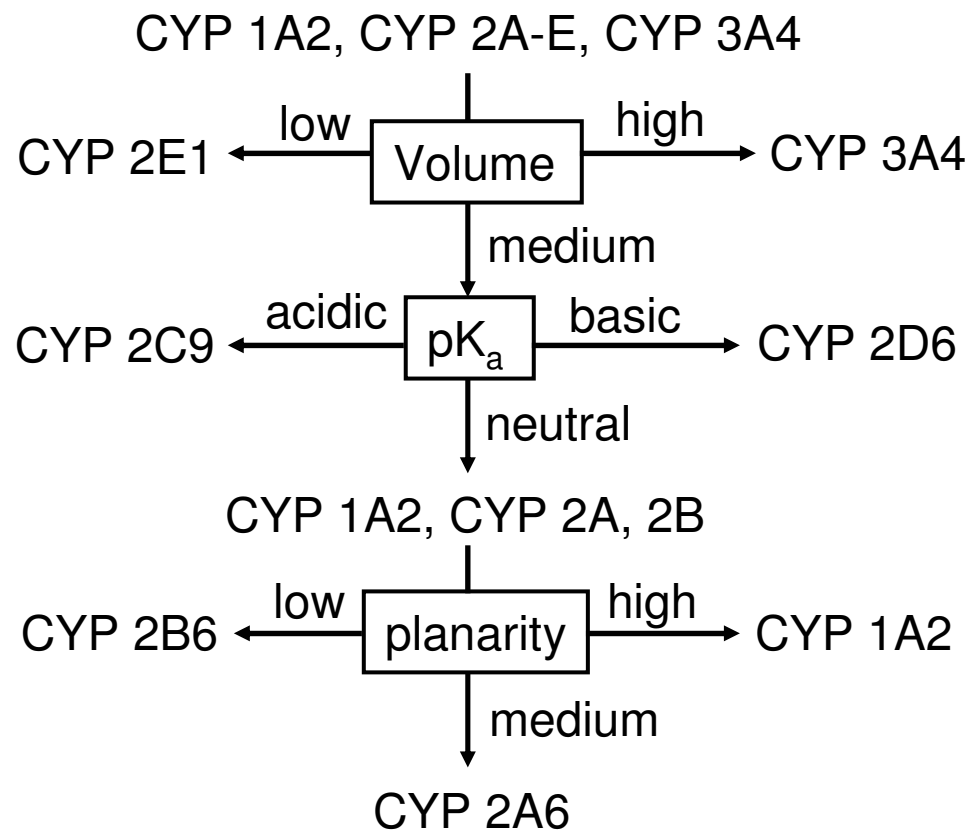 CYP 1A2, CYP 2A-E, CYP 3A4
low
high
CYP 2E1
Volume
CYP 3A4
medium
acidic
basic
CYP 2C9
pKa
CYP 2D6
neutral
CYP 1A2, CYP 2A, 2B
low
high
CYP 2B6
planarity
CYP 1A2
medium
CYP 2A6